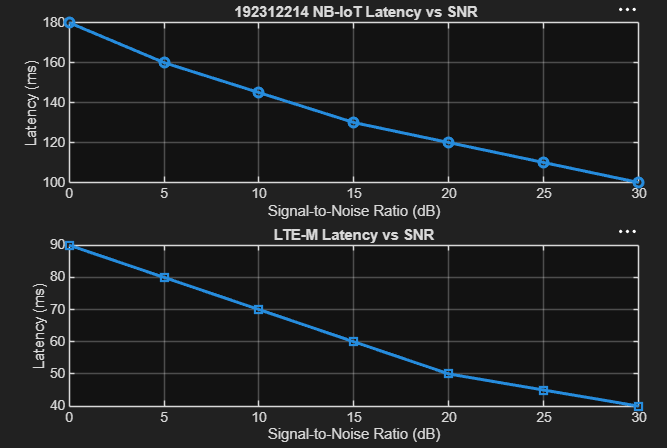 192312214 NB-IoT Latency vs SNR
180
160
140
120
100
Latency (ms)
0 5 10 15 20 25 30
Signal-to-Noise Ratio (dB)
LTE-M Latency vs SNR
90
80
70
60
50
40
Latency (ms)
0 5 10 15 20 25 30
Signal-to-Noise Ratio (dB)